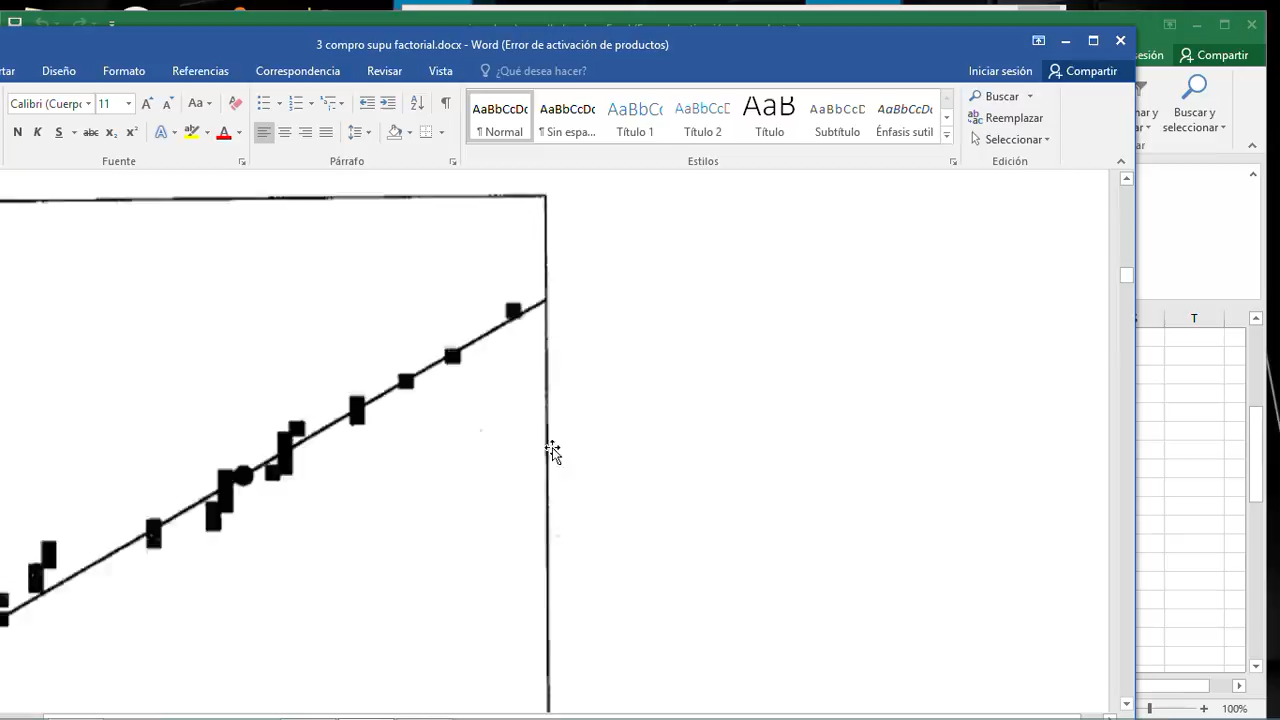 3 compro supu factorial.docx - Word (Error de activación de productos)
sesión Compartir
rtar Diseño Formato Referencias Correspondencia Revisar Vista ¿Qué desea hacer? Iniciar sesión Compartir
Calibri (Cuerpo 11 Aa
N K S abc x₂ x² A A
AaBbCcDc AaBbCcDc AaBbCc AaBbCcD AaB AaBbCcD AaBbCcDc
¶ Normal ¶ Sin espa... Título 1 Título 2 Título Subtítulo Énfasis sutil
Buscar
Reemplazar
Seleccionar
Buscar y
seleccionar
Fuente Párrafo Estilos Edición
T
100%